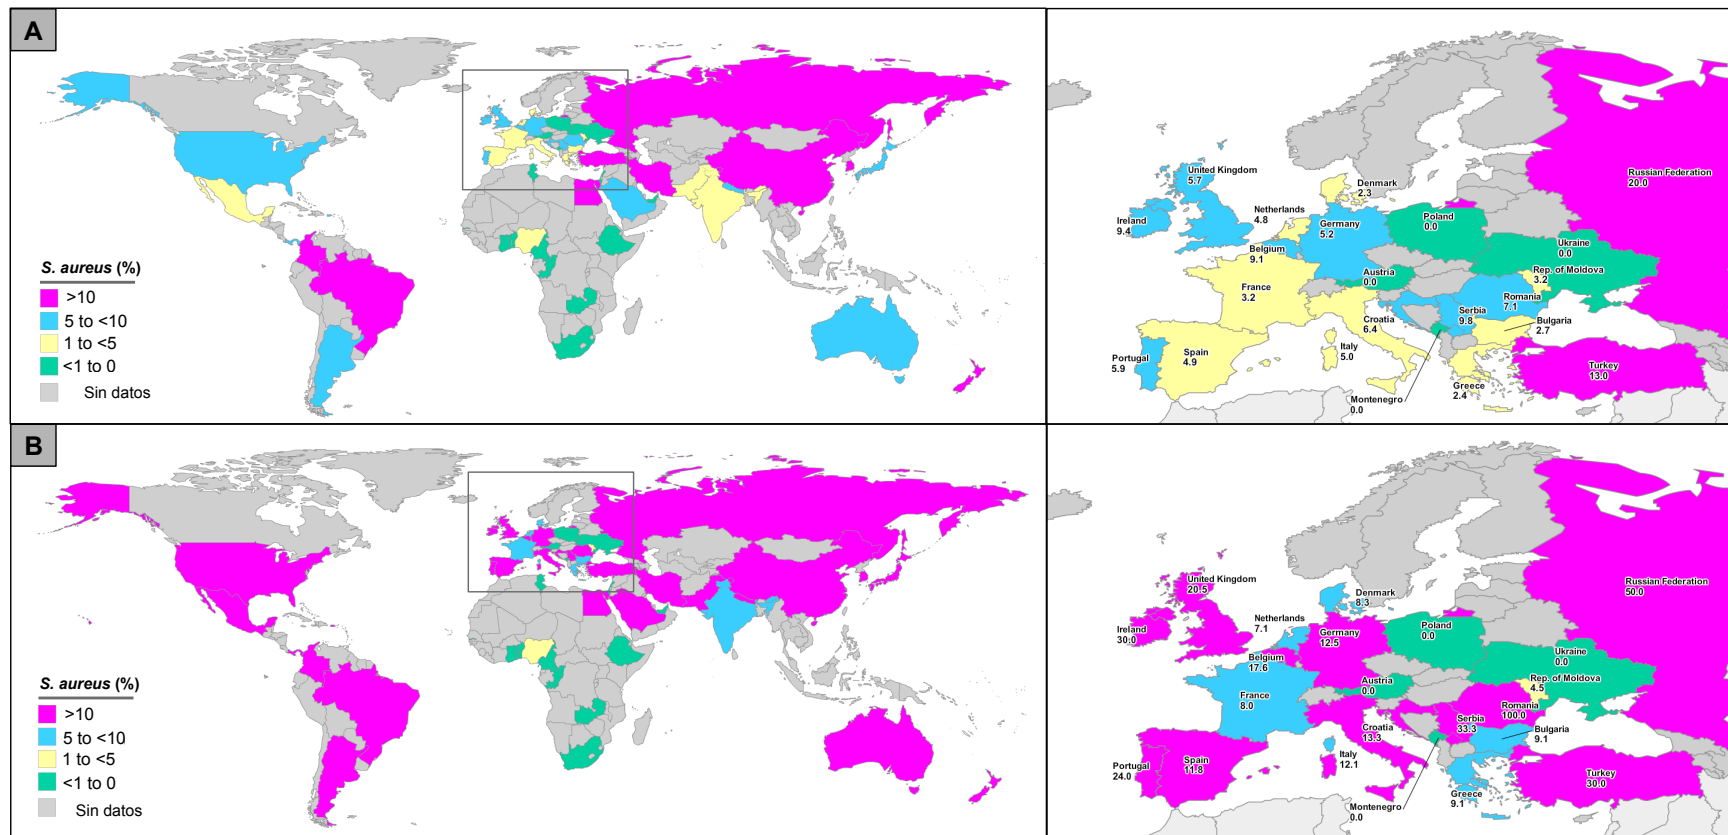 A
S. aureus (%)
>10
5 to <10
1 to <5
<1 to 0
Sin datos
Russian Federation
20.0
United Kingdom
5.7
Denmark
2.3
Netherlands
4.8
Ireland
9.4
Germany
5.2
Poland
0.0
Belgium
9.1
Ukraine
0.0
Austria
0.0
Rep. of Moldova
3.2
France
3.2
Romania
7.1
Serbia
9.8
Croatia
6.4
Bulgaria
2.7
Italy
5.0
Portugal
5.9
Spain
4.9
Turkey
13.0
Greece
2.4
Montenegro
0.0
B
S. aureus (%)
>10
5 to <10
1 to <5
<1 to 0
Sin datos
United Kingdom
20.5
Russian Federation
50.0
Denmark
8.3
Netherlands
7.1
Ireland
30.0
Germany
12.5
Poland
0.0
Belgium
17.6
Ukraine
0.0
Austria
0.0
Rep. of Moldova
4.5
France
8.0
Romania
100.0
Serbia
33.3
Croatia
13.3
Bulgaria
9.1
Italy
12.1
Portugal
24.0
Spain
11.8
Turkey
30.0
Greece
9.1
Montenegro
0.0